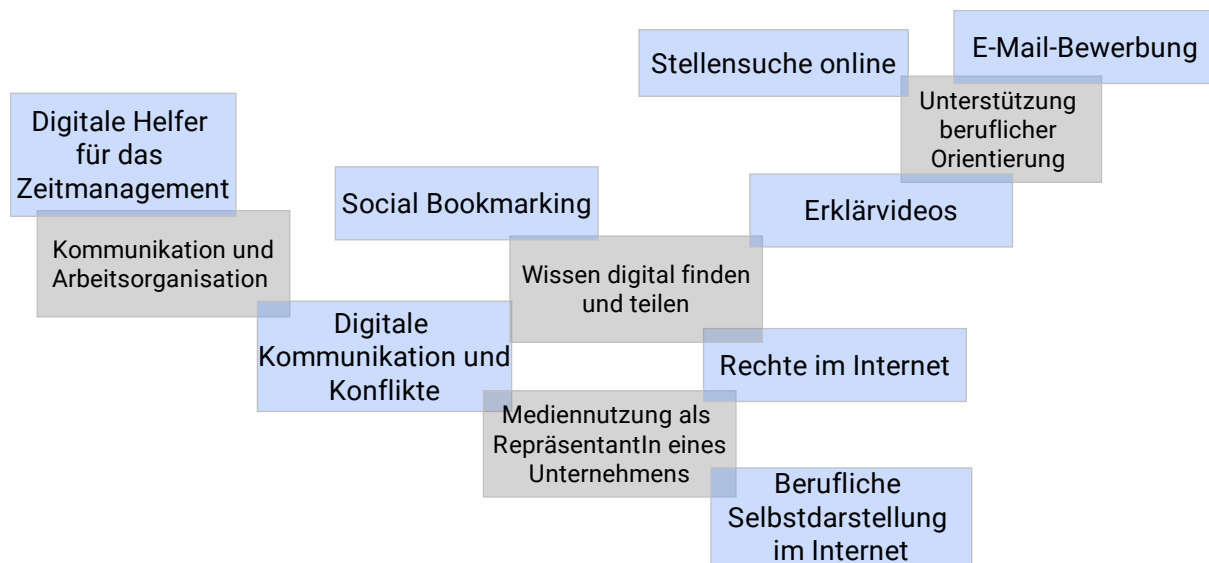 Stellensuche online
E-Mail-Bewerbung
Unterstützung
beruflicher
Orientierung
Digitale Helfer
für das
Zeitmanagement
Social Bookmarking
Erklärvideos
Kommunikation und
Arbeitsorganisation
Wissen digital finden
und teilen
Digitale
Kommunikation und
Konflikte
Rechte im Internet
Mediennutzung als
RepräsentantIn eines
Unternehmens
Berufliche
Selbstdarstellung
im Internet